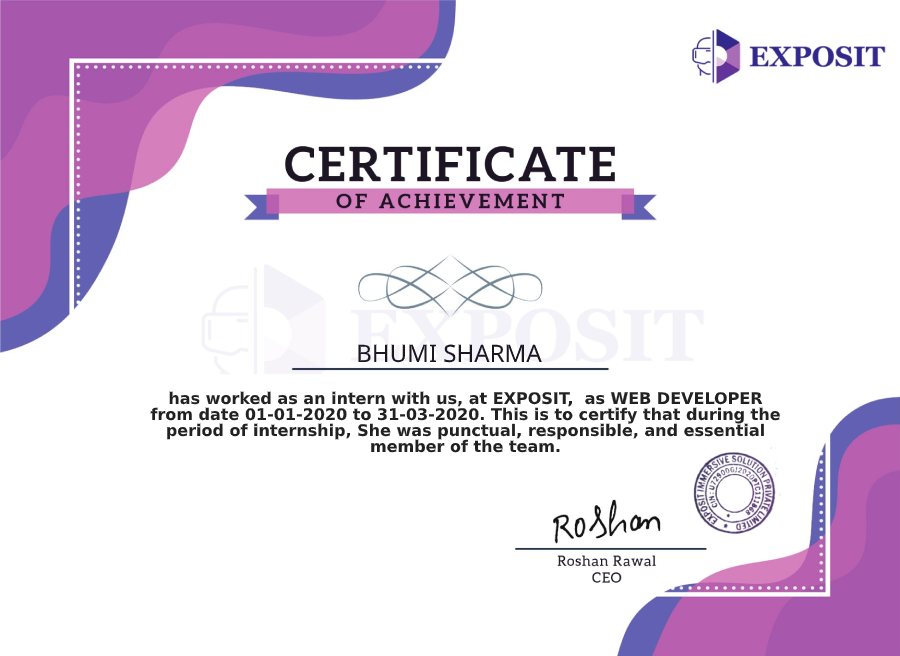 EXPOSIT
CERTIFICATE
OF ACHIEVEMENT
EXPOSIT
BHUMI SHARMA
has worked as an intern with us, at EXPOSIT, as WEB DEVELOPER
from date 01-01-2020 to 31-03-2020. This is to certify that during the
period of internship, She was punctual, responsible, and essential
member of the team.
EXPOSIT IMMERSIVE SOLUTION PRIVATE LIMITED
Roshan
Roshan Rawal
CEO